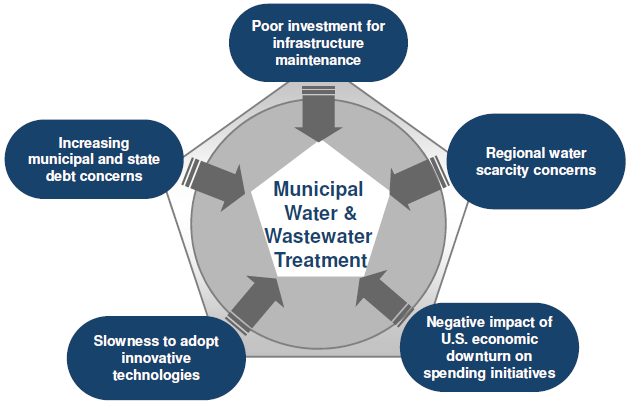 Poor investment for
infrastructure
maintenance
Increasing
municipal and state
debt concerns
Regional water
scarcity concerns
Municipal
Water &
Wastewater
Treatment
Slowness to adopt
innovative
technologies
Negative impact of
U.S. economic
downturn on
spending initiatives